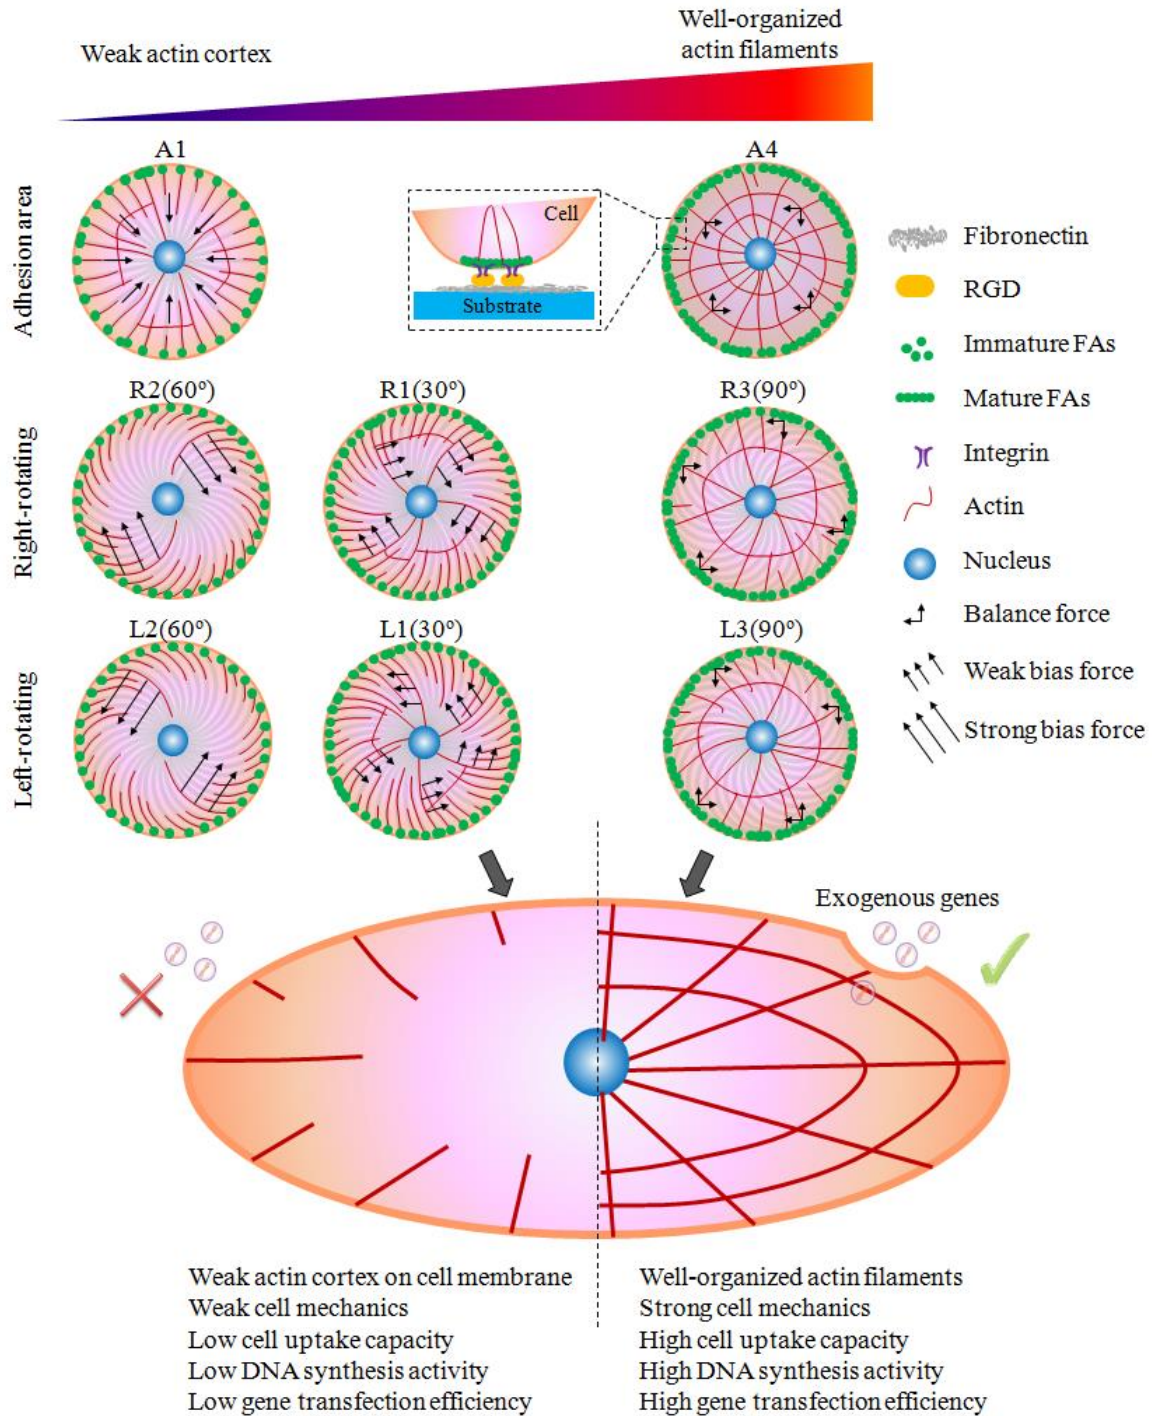 Weak actin cortex
Well-organized
actin filaments
A1
A4
Adhesion area
Cell
Substrate
Fibronectin
RGD
Immature FAs
Mature FAs
Integrin
Actin
Nucleus
Balance force
Weak bias force
Strong bias force
R2(60°)
R1(30°)
R3(90°)
Right-rotating
L2(60°)
L1(30°)
L3(90°)
Left-rotating
Exogenous genes
Weak actin cortex on cell membrane
Weak cell mechanics
Low cell uptake capacity
Low DNA synthesis activity
Low gene transfection efficiency
Well-organized actin filaments
Strong cell mechanics
High cell uptake capacity
High DNA synthesis activity
High gene transfection efficiency